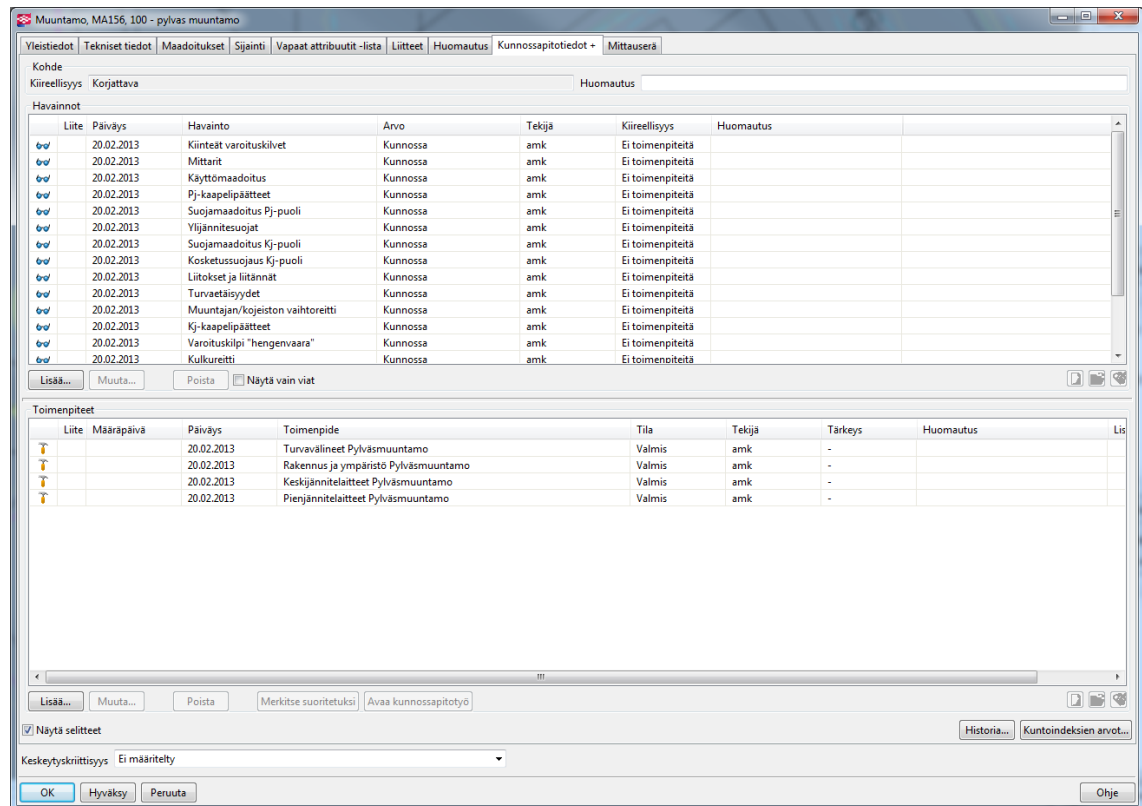 Muuntamo, MA156, 100 - pylvas muuntamo
Yleistiedot Tekniset tiedot Maadoitukset Sijainti Vapaat attribuutit -lista Liitteet Huomautus Kunnossapitotiedot + Mittauserä
Kohde
Kiireellisyys Korjattava Huomautus
Havainnot
Liite Päiväys Havainto Arvo Tekijä Kiireellisyys Huomautus
20.02.2013 Kiinteät varoituskilvet Kunnossa amk Ei toimenpiteitä
20.02.2013 Mittarit Kunnossa amk Ei toimenpiteitä
20.02.2013 Käyttömaadoitus Kunnossa amk Ei toimenpiteitä
20.02.2013 Pj-kaapelipäätteet Kunnossa amk Ei toimenpiteitä
20.02.2013 Suojamaadoitus Pj-puoli Kunnossa amk Ei toimenpiteitä
20.02.2013 Ylijännitesuojat Kunnossa amk Ei toimenpiteitä
20.02.2013 Suojamaadoitus Kj-puoli Kunnossa amk Ei toimenpiteitä
20.02.2013 Kosketussuojaus Kj-puoli Kunnossa amk Ei toimenpiteitä
20.02.2013 Liitokset ja liitännät Kunnossa amk Ei toimenpiteitä
20.02.2013 Turvaetäisyydet Kunnossa amk Ei toimenpiteitä
20.02.2013 Muuntajan/kojeiston vaihtoreitti Kunnossa amk Ei toimenpiteitä
20.02.2013 Kj-kaapelipäätteet Kunnossa amk Ei toimenpiteitä
20.02.2013 Varoituskilpi "hengenvaara" Kunnossa amk Ei toimenpiteitä
20.02.2013 Kulkureitti Kunnossa amk Ei toimenpiteitä
Lisää... Muuta... Poista Näytä vain viat
Toimenpiteet
Liite Määräpäivä Päiväys Toimenpide Tila Tekijä Tärkeys Huomautus Lis
20.02.2013 Turvavälineet Pylväsmuuntamo Valmis amk -
20.02.2013 Rakennus ja ympäristö Pylväsmuuntamo Valmis amk -
20.02.2013 Keskijännitelaitteet Pylväsmuuntamo Valmis amk -
20.02.2013 Pienjännitelaitteet Pylväsmuuntamo Valmis amk -
Lisää... Muuta... Poista Merkitse suoritetuksi Avaa kunnossapitotyö
Näytä selitteet Historia... Kuntoindeksien arvot...
Keskeytyskriittisyys Ei määritelty
OK Hyväksy Peruuta Ohje